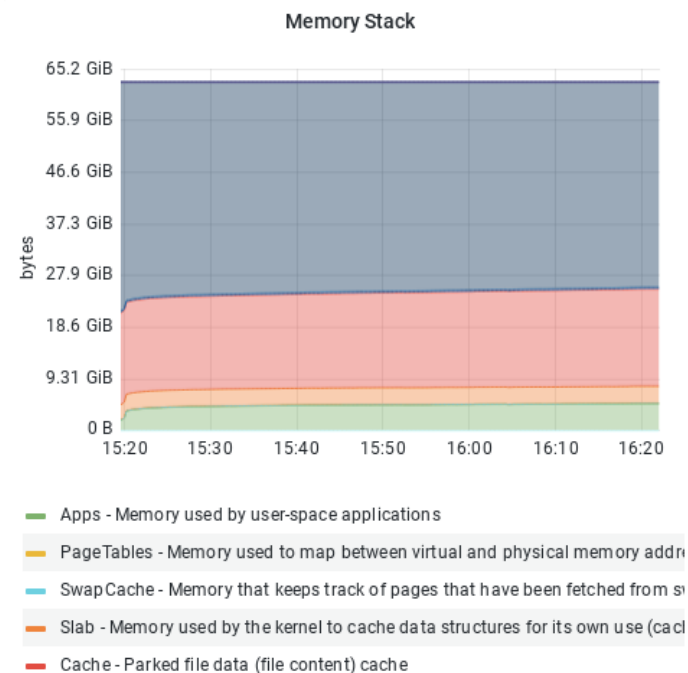 Memory Stack
65.2 GiB
55.9 GiB
46.6 GiB
37.3 GiB
27.9 GiB
18.6 GiB
9.31 GiB
0 B
bytes
15:20 15:30 15:40 15:50 16:00 16:10 16:20
Apps - Memory used by user-space applications
PageTables - Memory used to map between virtual and physical memory addre
SwapCache - Memory that keeps track of pages that have been fetched from sw
Slab - Memory used by the kernel to cache data structures for its own use (cach
Cache - Parked file data (file content) cache